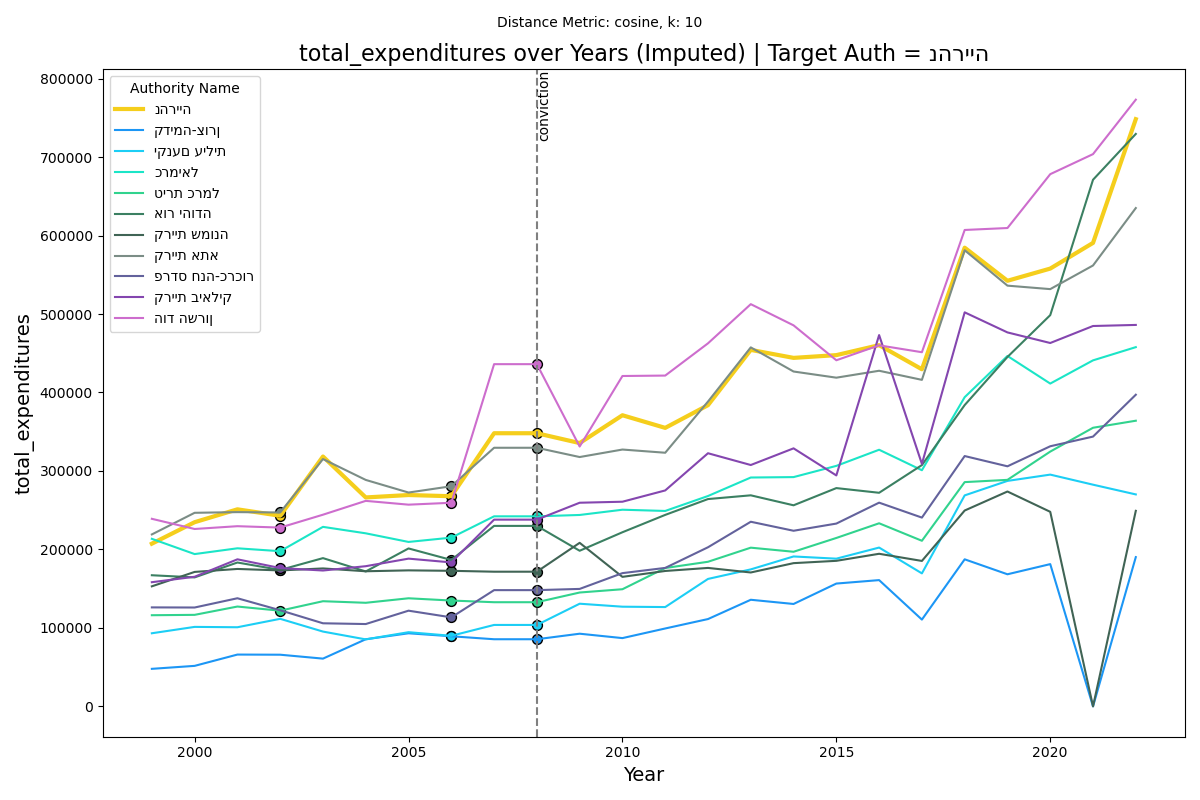 Distance Metric: cosine, k: 10
total_expenditures over Years (Imputed) | Target Auth = נהרייה
total_expenditures
800000
700000
600000
500000
400000
300000
200000
100000
0
Authority Name
נהרייה
קדימה-צורן
יקנעם עילית
כרמיאל
טירת כרמל
אור יהודה
קריית שמונה
קריית אתא
פרדס חנה-כרכור
קריית ביאליק
הוד השרון
conviction
2000
2005
2010
2015
2020
Year